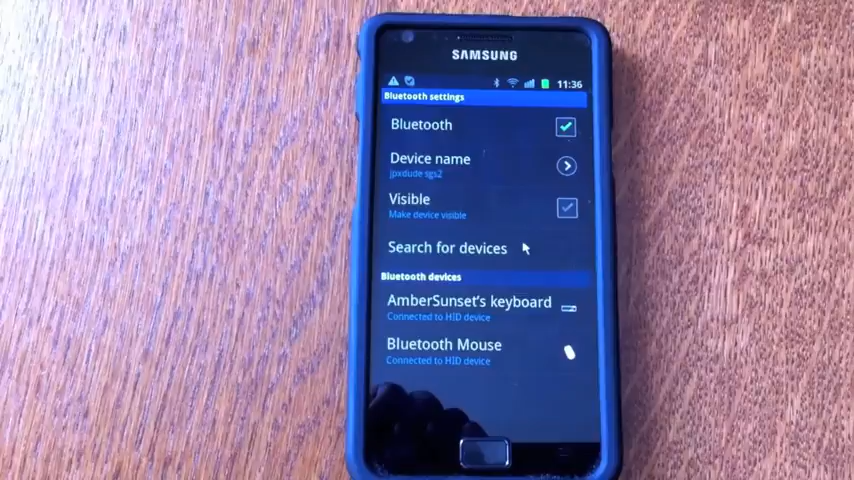 SAMSUNG
11:36
Bluetooth settings
Bluetooth
Device name
jpxdude sgs2
Visible
Make device visible
Search for devices
Bluetooth devices
AmberSunset's keyboard
Connected to HID device
Bluetooth Mouse
Connected to HID device